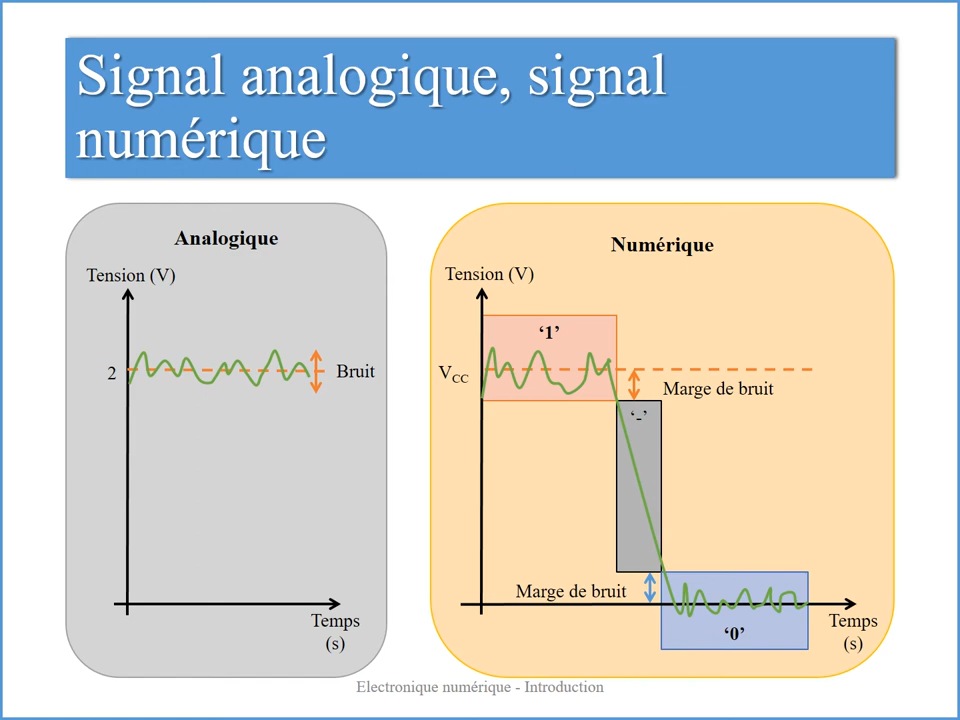 Signal analogique, signal
numérique
Analogique
Tension (V)
2
Bruit
Temps
(s)
Numérique
Tension (V)
‘1’
VCC
Marge de bruit
‘-’
Marge de bruit
‘0’
Temps
(s)
Electronique numérique - Introduction